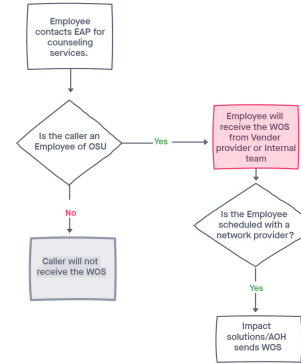 Employee
contacts EAP for
counseling
services.
Is the caller an
Employee of OSU
Yes
Employee will
receive the WOS
from Vender
provider or Internal
team
No
Is the Employee
scheduled with a
network provider?
Caller will not
receive the WOS
Yes
Impact
solutions/AOH
sends WOS